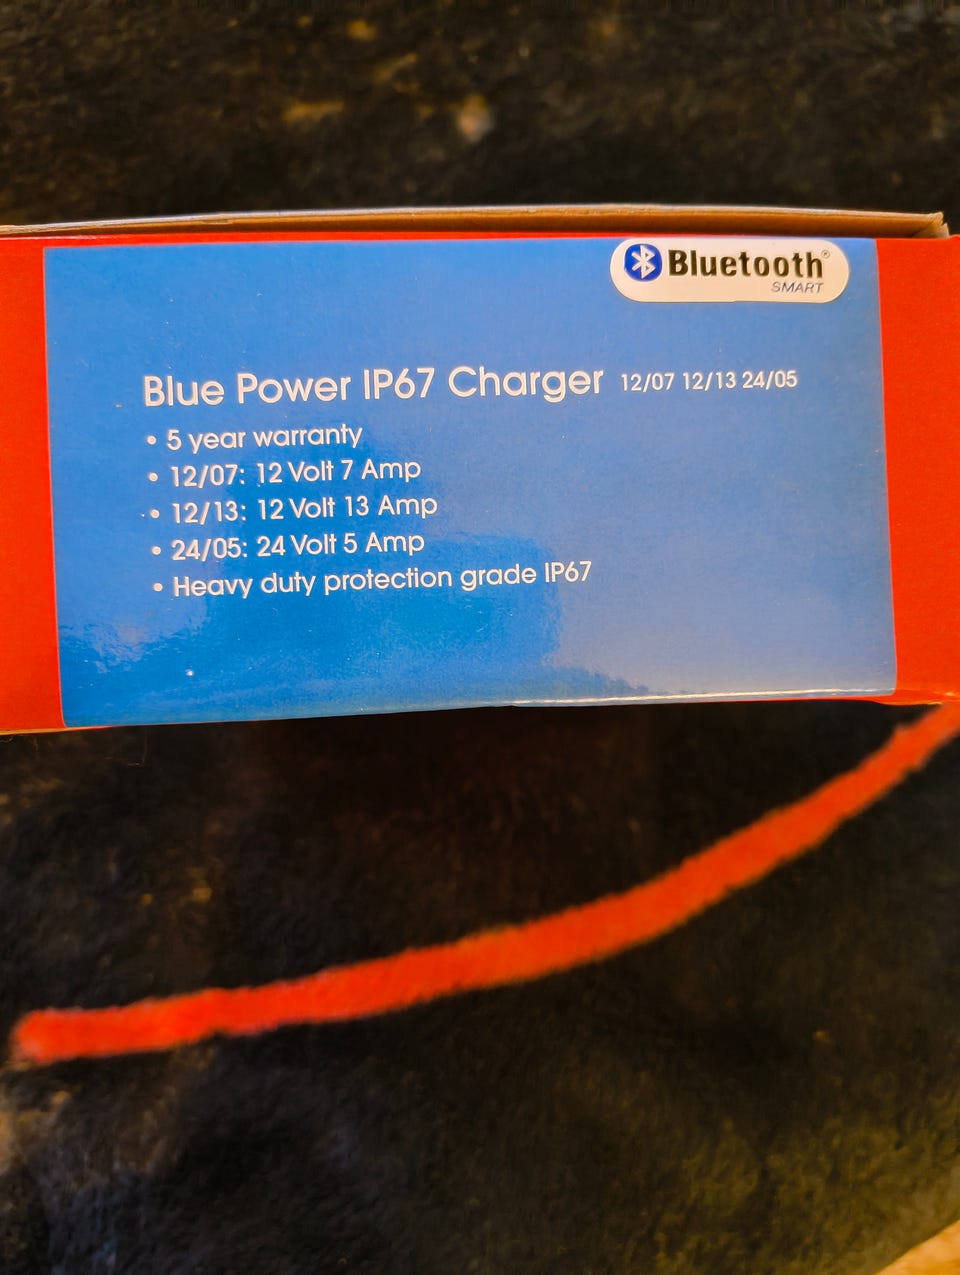 Bluetooth®
SMART
Blue Power IP67 Charger 12/07 12/13 24/05
• 5 year warranty
• 12/07: 12 Volt 7 Amp
• 12/13: 12 Volt 13 Amp
• 24/05: 24 Volt 5 Amp
• Heavy duty protection grade IP67